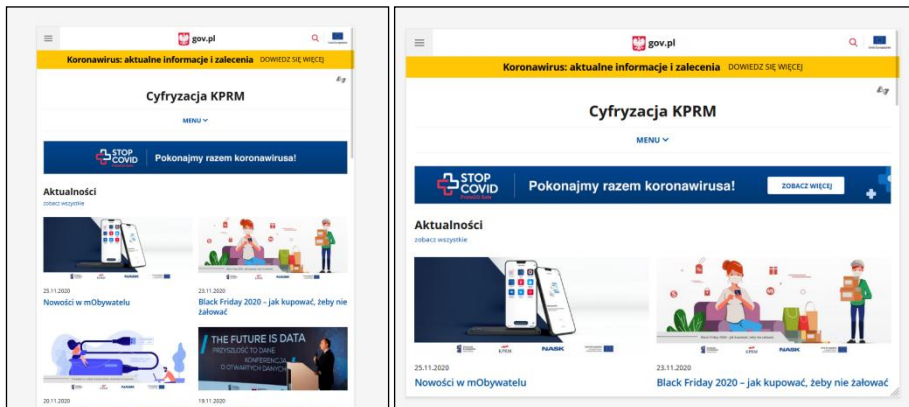 gov.pl
Koronawirus: aktualne informacje i zalecenia DOWIEDZ SIĘ WIĘCEJ
Cyfryzacja KPRM
MENU
STOP COVID
Pokonajmy razem koronawirusa!
Aktualności
zobacz wszystkie
25.11.2020
Nowości w mObywatelu
23.11.2020
Black Friday 2020 – jak kupować, żeby nie
żałować
THE FUTURE IS DATA
PRZYSZŁOŚĆ TO DANE
KONFERENCJA
O OTWARTYCH DANYCH
20.11.2020
19.11.2020
gov.pl
Koronawirus: aktualne informacje i zalecenia DOWIEDZ SIĘ WIĘCEJ
Cyfryzacja KPRM
MENU
STOP
COVID
Pokonajmy razem koronawirusa!
ZOBACZ WIĘCEJ
Aktualności
zobacz wszystkie
KPRM
NASK
25.11.2020
Nowości w mObywatelu
23.11.2020
Black Friday 2020 – jak kupować, żeby nie żałować